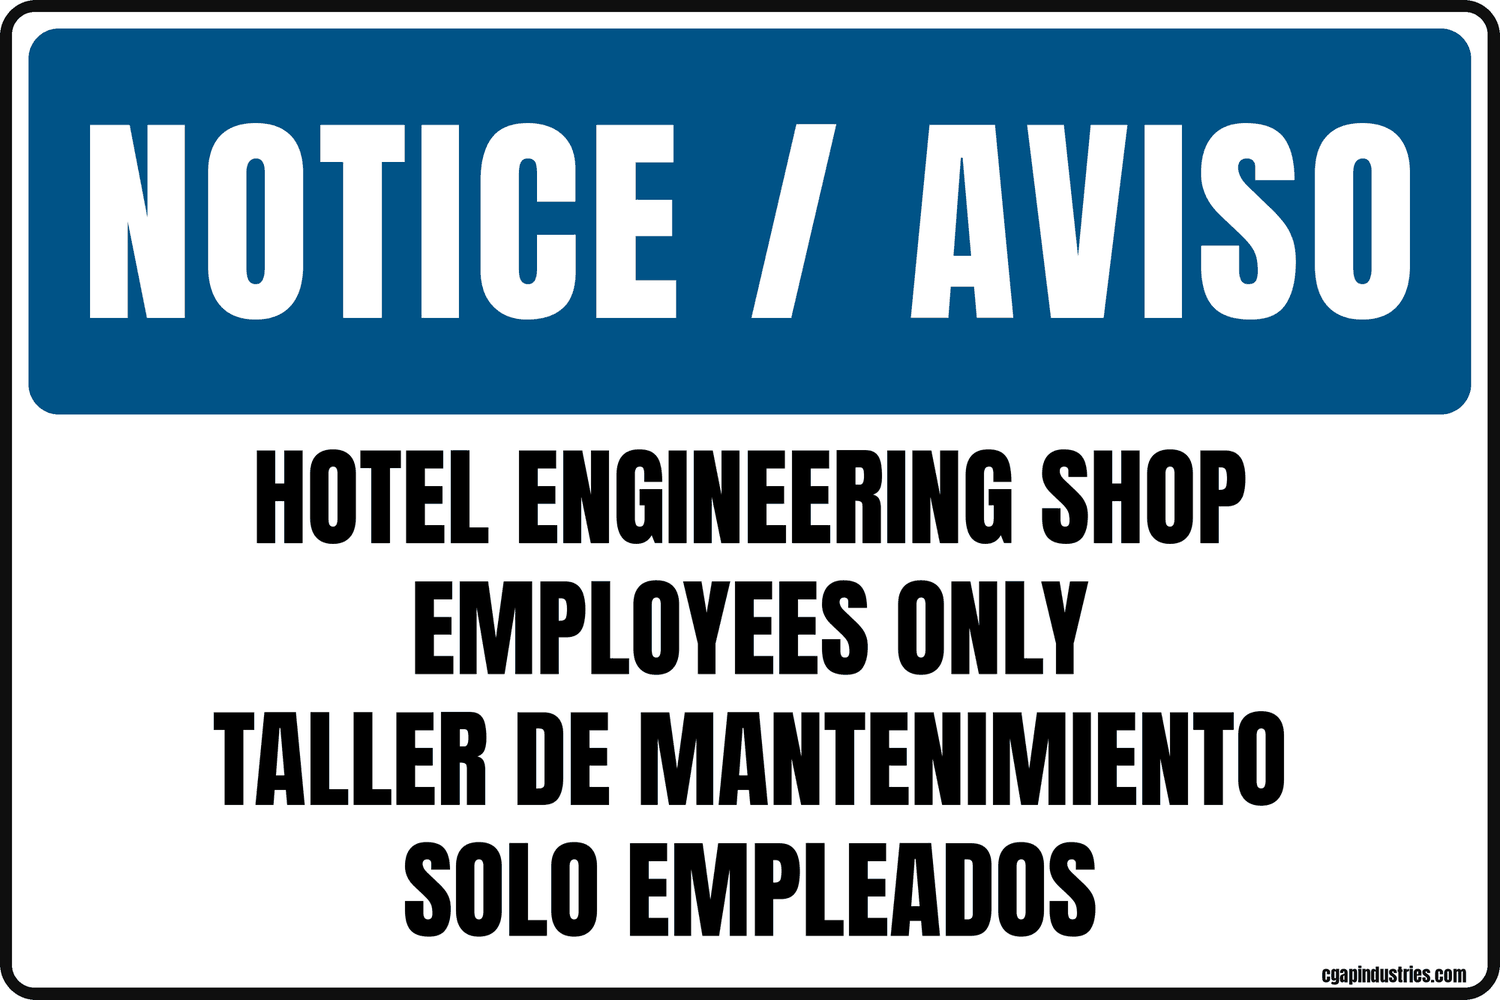 NOTICE / AVISO
HOTEL ENGINEERING SHOP
EMPLOYEES ONLY
TALLER DE MANTENIMIENTO
SOLO EMPLEADOS
cgapindustries.com